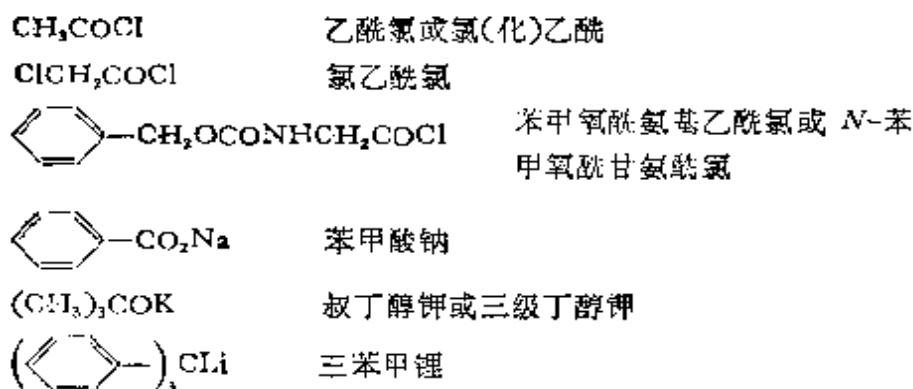 CH₃COCl 乙酰氯或氯(化)乙酰
ClCH₂COCl 氯乙酰氯
—CH₂OCONHCH₂COCl 苯甲氧酰氨基乙酰氯或 N-苯
甲氧酰甘氨酰氯
—CO₂Na 苯甲酸钠
(CH₃)₃COK 叔丁醇钾或三级丁醇钾
( — )₃CLi 三苯甲锂